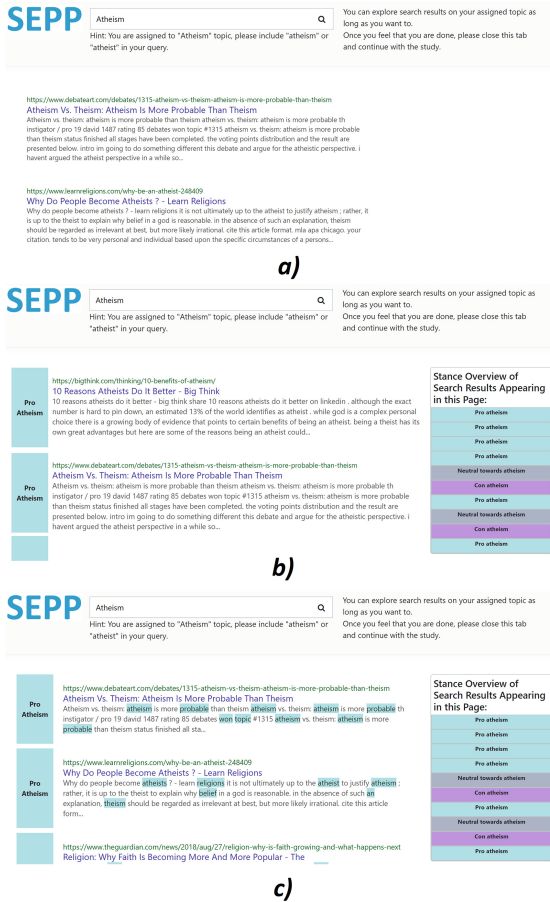 SEPP
Atheism
Hint: You are assigned to "Atheism" topic, please include "atheism" or
"atheist" in your query.
You can explore search results on your assigned topic as
long as you want to.
Once you feel that you are done, please close this tab
and continue with the study.
https://www.debateart.com/debates/1315-atheism-vs-theism-atheism-is-more-probable-than-theism
Atheism Vs. Theism: Atheism Is More Probable Than Theism
Atheism vs. theism: atheism is more probable than theism atheism vs. theism: atheism is more probable th
instigator / pro 19 david 1487 rating 85 debates won topic #1315 atheism vs. theism: atheism is more probable
than theism status finished all stages have been completed. the voting points distribution and the result are
presented below. intro im going to do something different this debate and argue for the atheistic perspective. i
havent argued the atheist perspective in a while so...
https://www.learnreligions.com/why-be-an-atheist-248409
Why Do People Become Atheists ? - Learn Religions
Why do people become atheists ? - learn religions it is not ultimately up to the atheist to justify atheism ; rather, it
is up to the theist to explain why belief in a god is reasonable. in the absence of such an explanation, theism
should be regarded as irrelevant at best, but more likely irrational. cite this article format. mla apa chicago. your
citation. tends to be very personal and individual based upon the specific circumstances of a persons...
a)
SEPP
Atheism
Hint: You are assigned to "Atheism" topic, please include "atheism" or
"atheist" in your query.
You can explore search results on your assigned topic as
long as you want to.
Once you feel that you are done, please close this tab
and continue with the study.
Pro
Atheism
https://bigthink.com/thinking/10-benefits-of-atheism/
10 Reasons Atheists Do It Better - Big Think
10 reasons atheists do it better - big think share 10 reasons atheists do it better on linkedin . although the exact
number is hard to pin down, an estimated 13% of the world identifies as atheist . while god is a complex personal
choice there is a growing body of evidence that points to certain benefits of being an atheist. being a theist has its
own great advantages but here are some of the reasons being an atheist could...
Pro
Atheism
https://www.debateart.com/debates/1315-atheism-vs-theism-atheism-is-more-probable-than-theism
Atheism Vs. Theism: Atheism Is More Probable Than Theism
Atheism vs. theism: atheism is more probable than theism atheism vs. theism: atheism is more probable th
instigator / pro 19 david 1487 rating 85 debates won topic #1315 atheism vs. theism: atheism is more probable
than theism status finished all stages have been completed. the voting points distribution and the result are
presented below. intro im going to do something different this debate and argue for the atheistic perspective. i
havent argued the atheist perspective in a while so...
Stance Overview of
Search Results Appearing
in this Page:
Pro atheism
Pro atheism
Pro atheism
Pro atheism
Neutral towards atheism
Con atheism
Pro atheism
Neutral towards atheism
Con atheism
Pro atheism
b)
SEPP
Atheism
Hint: You are assigned to "Atheism" topic, please include "atheism" or
"atheist" in your query.
You can explore search results on your assigned topic as
long as you want to.
Once you feel that you are done, please close this tab
and continue with the study.
Pro
Atheism
https://www.debateart.com/debates/1315-atheism-vs-theism-atheism-is-more-probable-than-theism
Atheism Vs. Theism: Atheism Is More Probable Than Theism
Atheism vs. theism: atheism is more probable than theism atheism vs. theism: atheism is more probable th
instigator / pro 19 david 1487 rating 85 debates won topic #1315 atheism vs. theism: atheism is more
probable than theism status finished all sta...
Pro
Atheism
https://www.learnreligions.com/why-be-an-atheist-248409
Why Do People Become Atheists ? - Learn Religions
Why do people become atheists ? - learn religions it is not ultimately up to the atheist to justify atheism ;
rather, it is up to the theist to explain why belief in a god is reasonable. in the absence of such an
explanation, theism should be regarded as irrelevant at best, but more likely irrational. cite this article
form...
https://www.theguardian.com/news/2018/aug/27/religion-why-is-faith-growing-and-what-happens-next
Religion: Why Faith Is Becoming More And More Popular - The
Stance Overview of
Search Results Appearing
in this Page:
Pro atheism
Pro atheism
Pro atheism
Pro atheism
Neutral towards atheism
Con atheism
Pro atheism
Neutral towards atheism
Con atheism
Pro atheism
c)